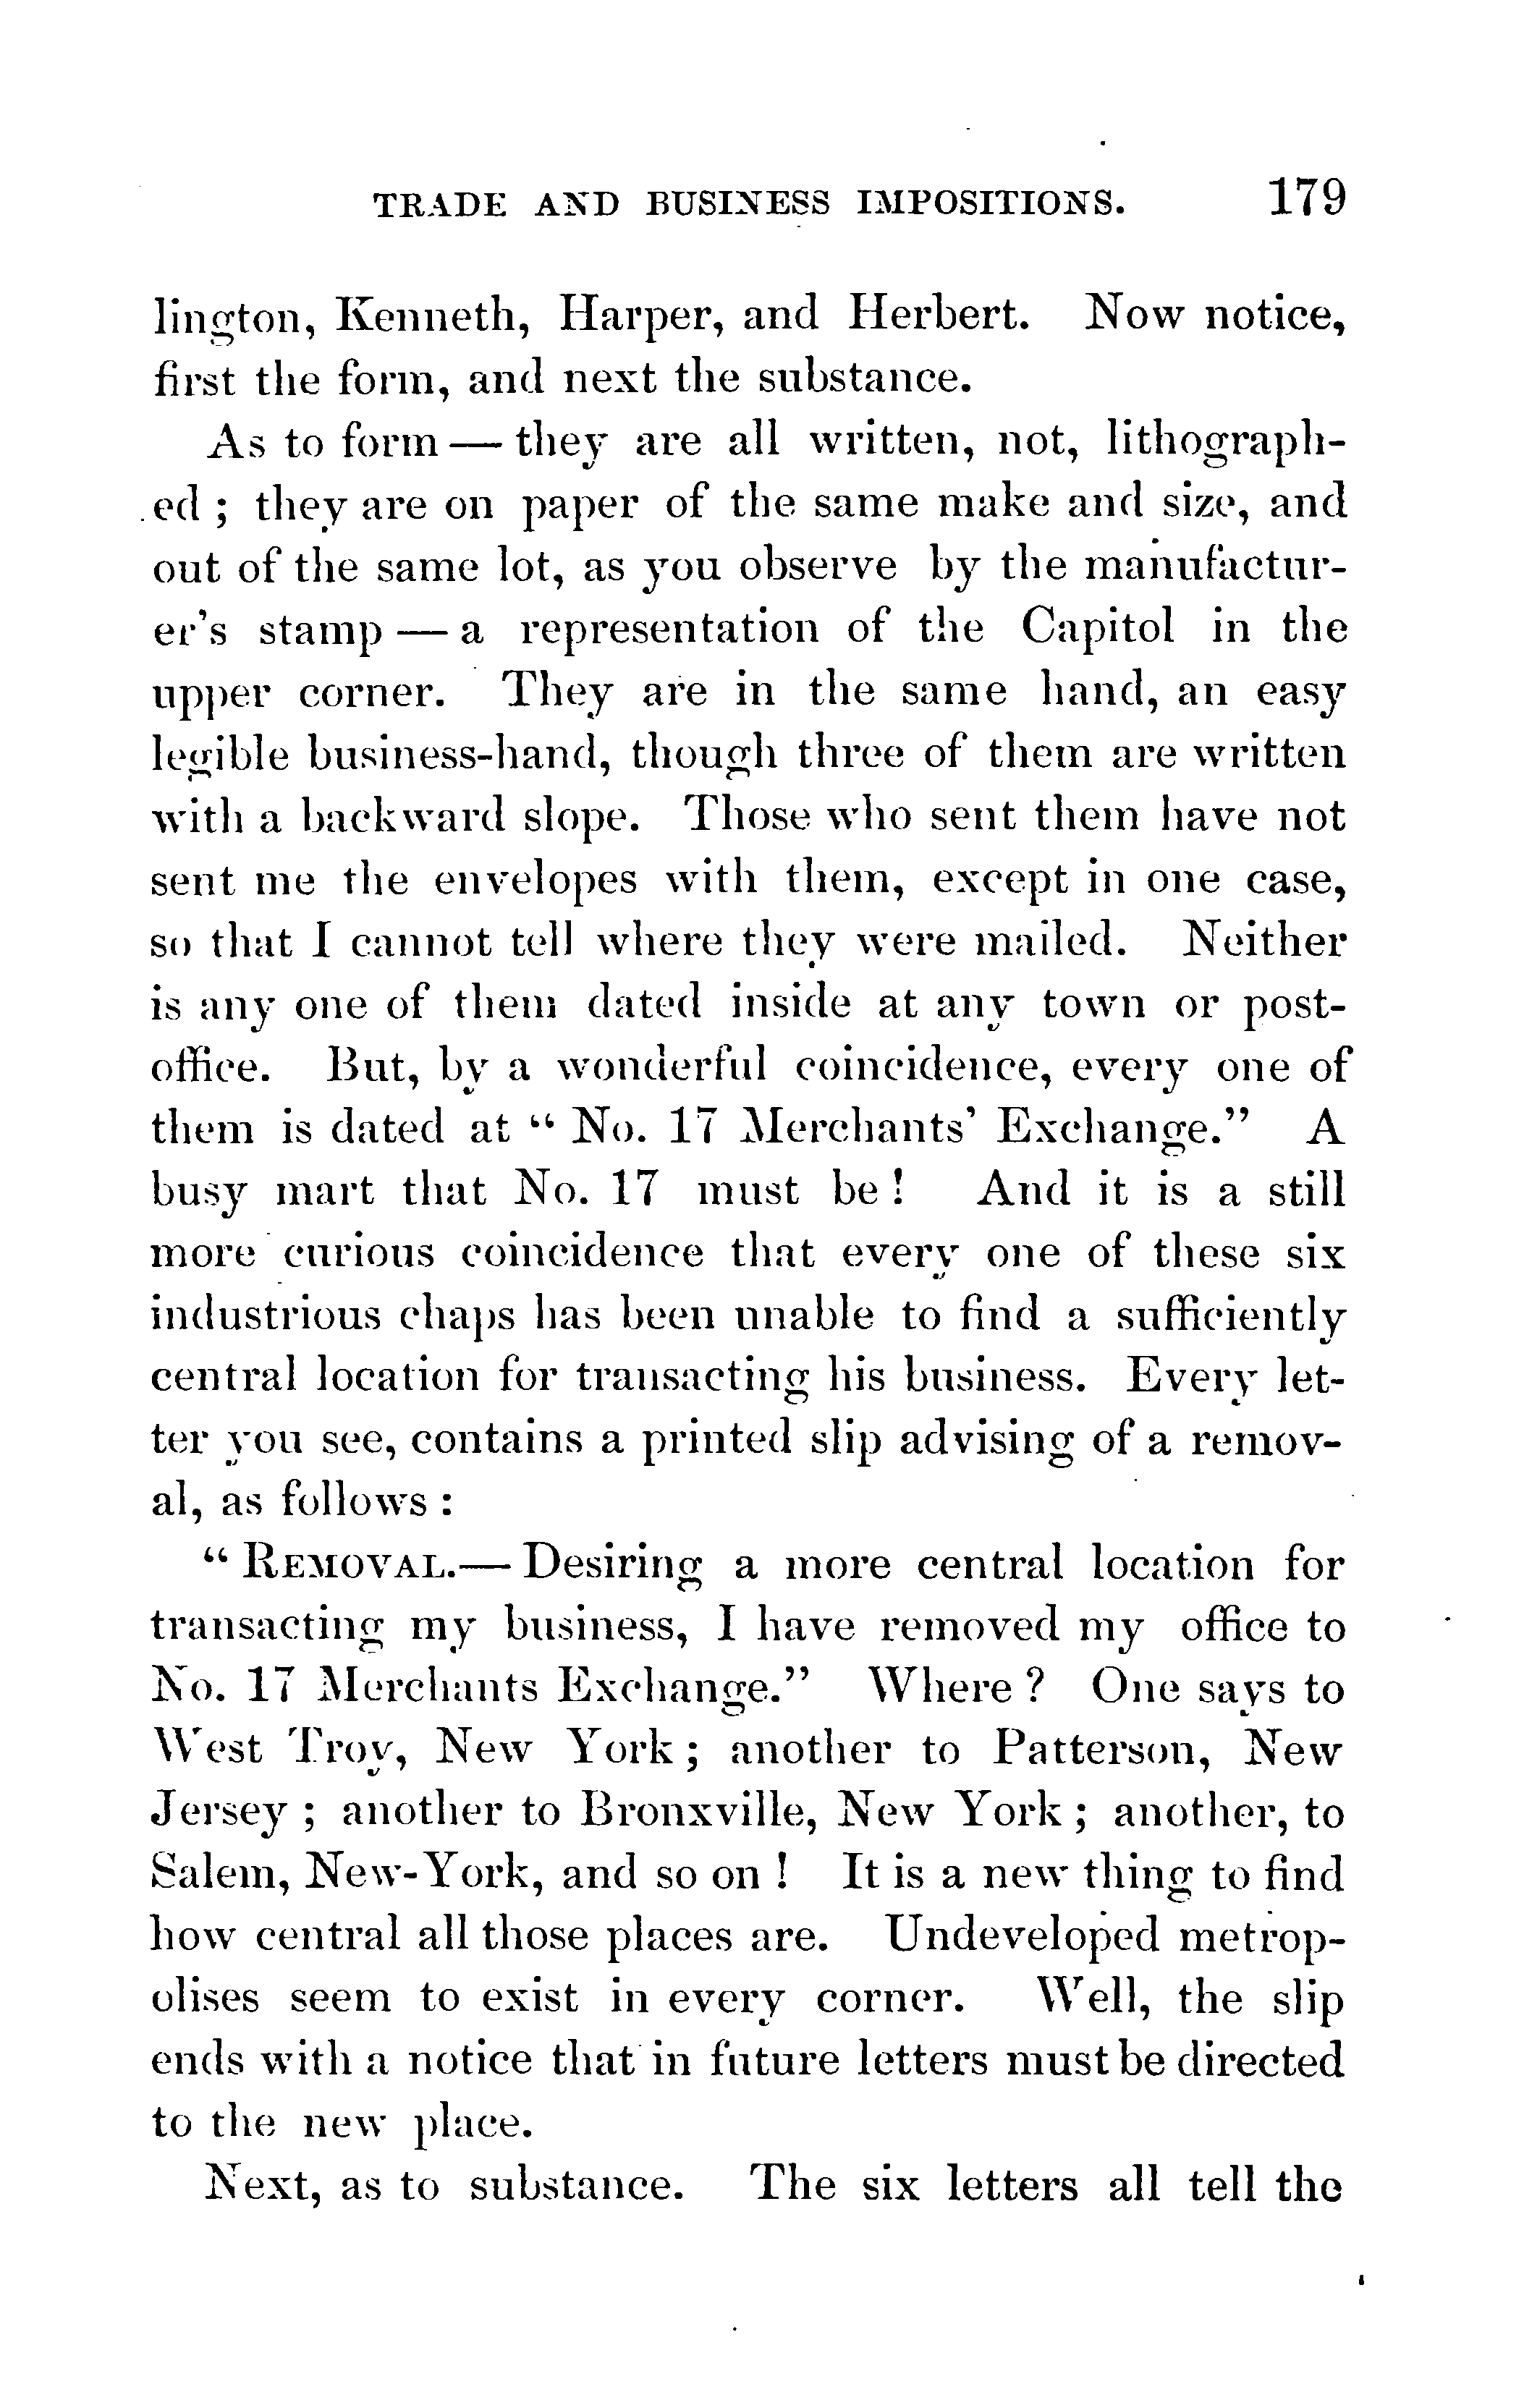 TRADE AND BUSINESS IMPOSITIONS. 179
lington, Kenneth, Harper, and Herbert. Now notice,
first the form, and next the substance.
As to form — they are all written, not, lithograph-
ed ; they are on paper of the same make and size, and
out of the same lot, as you observe by the manufactur-
er's stamp — a representation of the Capitol in the
upper corner. They are in the same hand, an easy
legible business-hand, though three of them are written
with a backward slope. Those who sent them have not
sent me the envelopes with them, except in one case,
so that I cannot tell where they were mailed. Neither
is any one of them dated inside at any town or post-
office. But, by a wonderful coincidence, every one of
them is dated at “ No. 17 Merchants’ Exchange.” A
busy mart that No. 17 must be ! And it is a still
more curious coincidence that every one of these six
industrious chaps has been unable to find a sufficiently
central location for transacting his business. Every let-
ter you see, contains a printed slip advising of a remov-
al, as follows :
“ REMOVAL.— Desiring a more central location for
transacting my business, I have removed my office to
No. 17 Merchants Exchange.” Where ? One says to
West Troy, New York ; another to Patterson, New
Jersey ; another to Bronxville, New York ; another, to
Salem, New-York, and so on ! It is a new thing to find
how central all those places are. Undeveloped metrop-
olises seem to exist in every corner. Well, the slip
ends with a notice that in future letters must be directed
to the new place.
Next, as to substance. The six letters all tell the